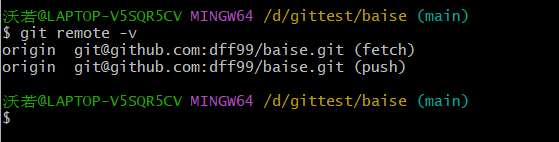 沃若@LAPTOP-V5SQR5CV MINGW64 /d/gittest/baise (main)
$ git remote -v
origin  git@github.com:dff99/baise.git (fetch)
origin  git@github.com:dff99/baise.git (push)
沃若@LAPTOP-V5SQR5CV MINGW64 /d/gittest/baise (main)
$